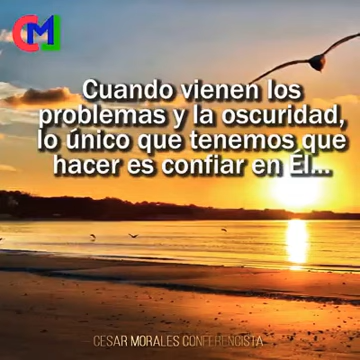 CMJ
Cuando vienen los
problemas y la oscuridad,
lo único que tenemos que
hacer es confiar en Él...
CESAR MORALES CONFERENCISTA